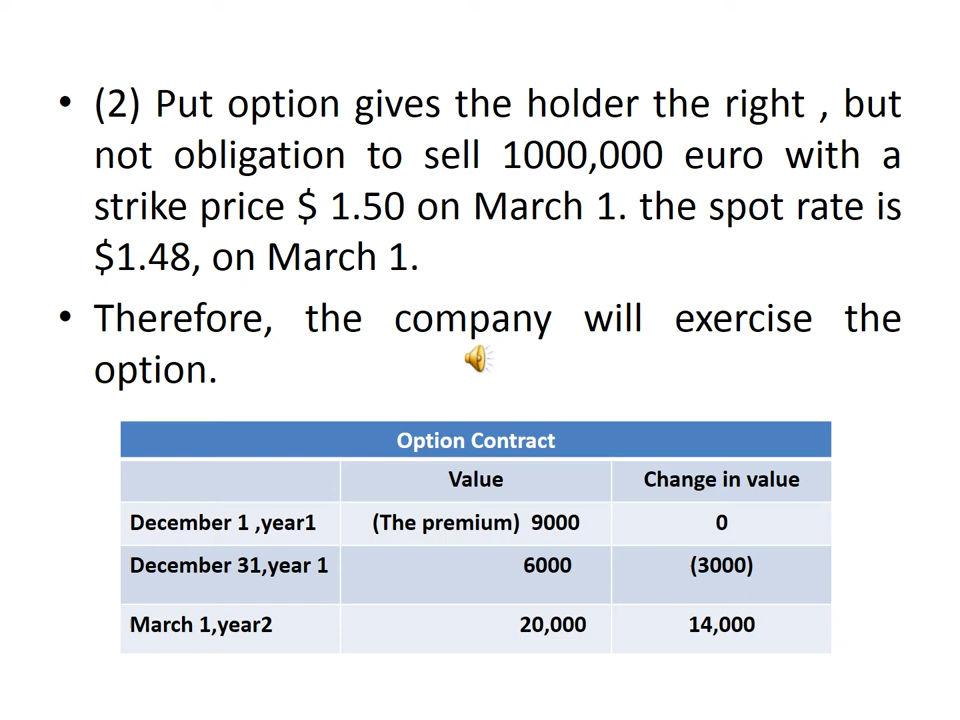 • (2) Put option gives the holder the right , but
not obligation to sell 1000,000 euro with a
strike price $ 1.50 on March 1. the spot rate is
$1.48, on March 1.
• Therefore, the company will exercise the
option.
Option Contract
Value Change in value
December 1 ,year1 (The premium) 9000 0
December 31,year 1 6000 (3000)
March 1,year2 20,000 14,000